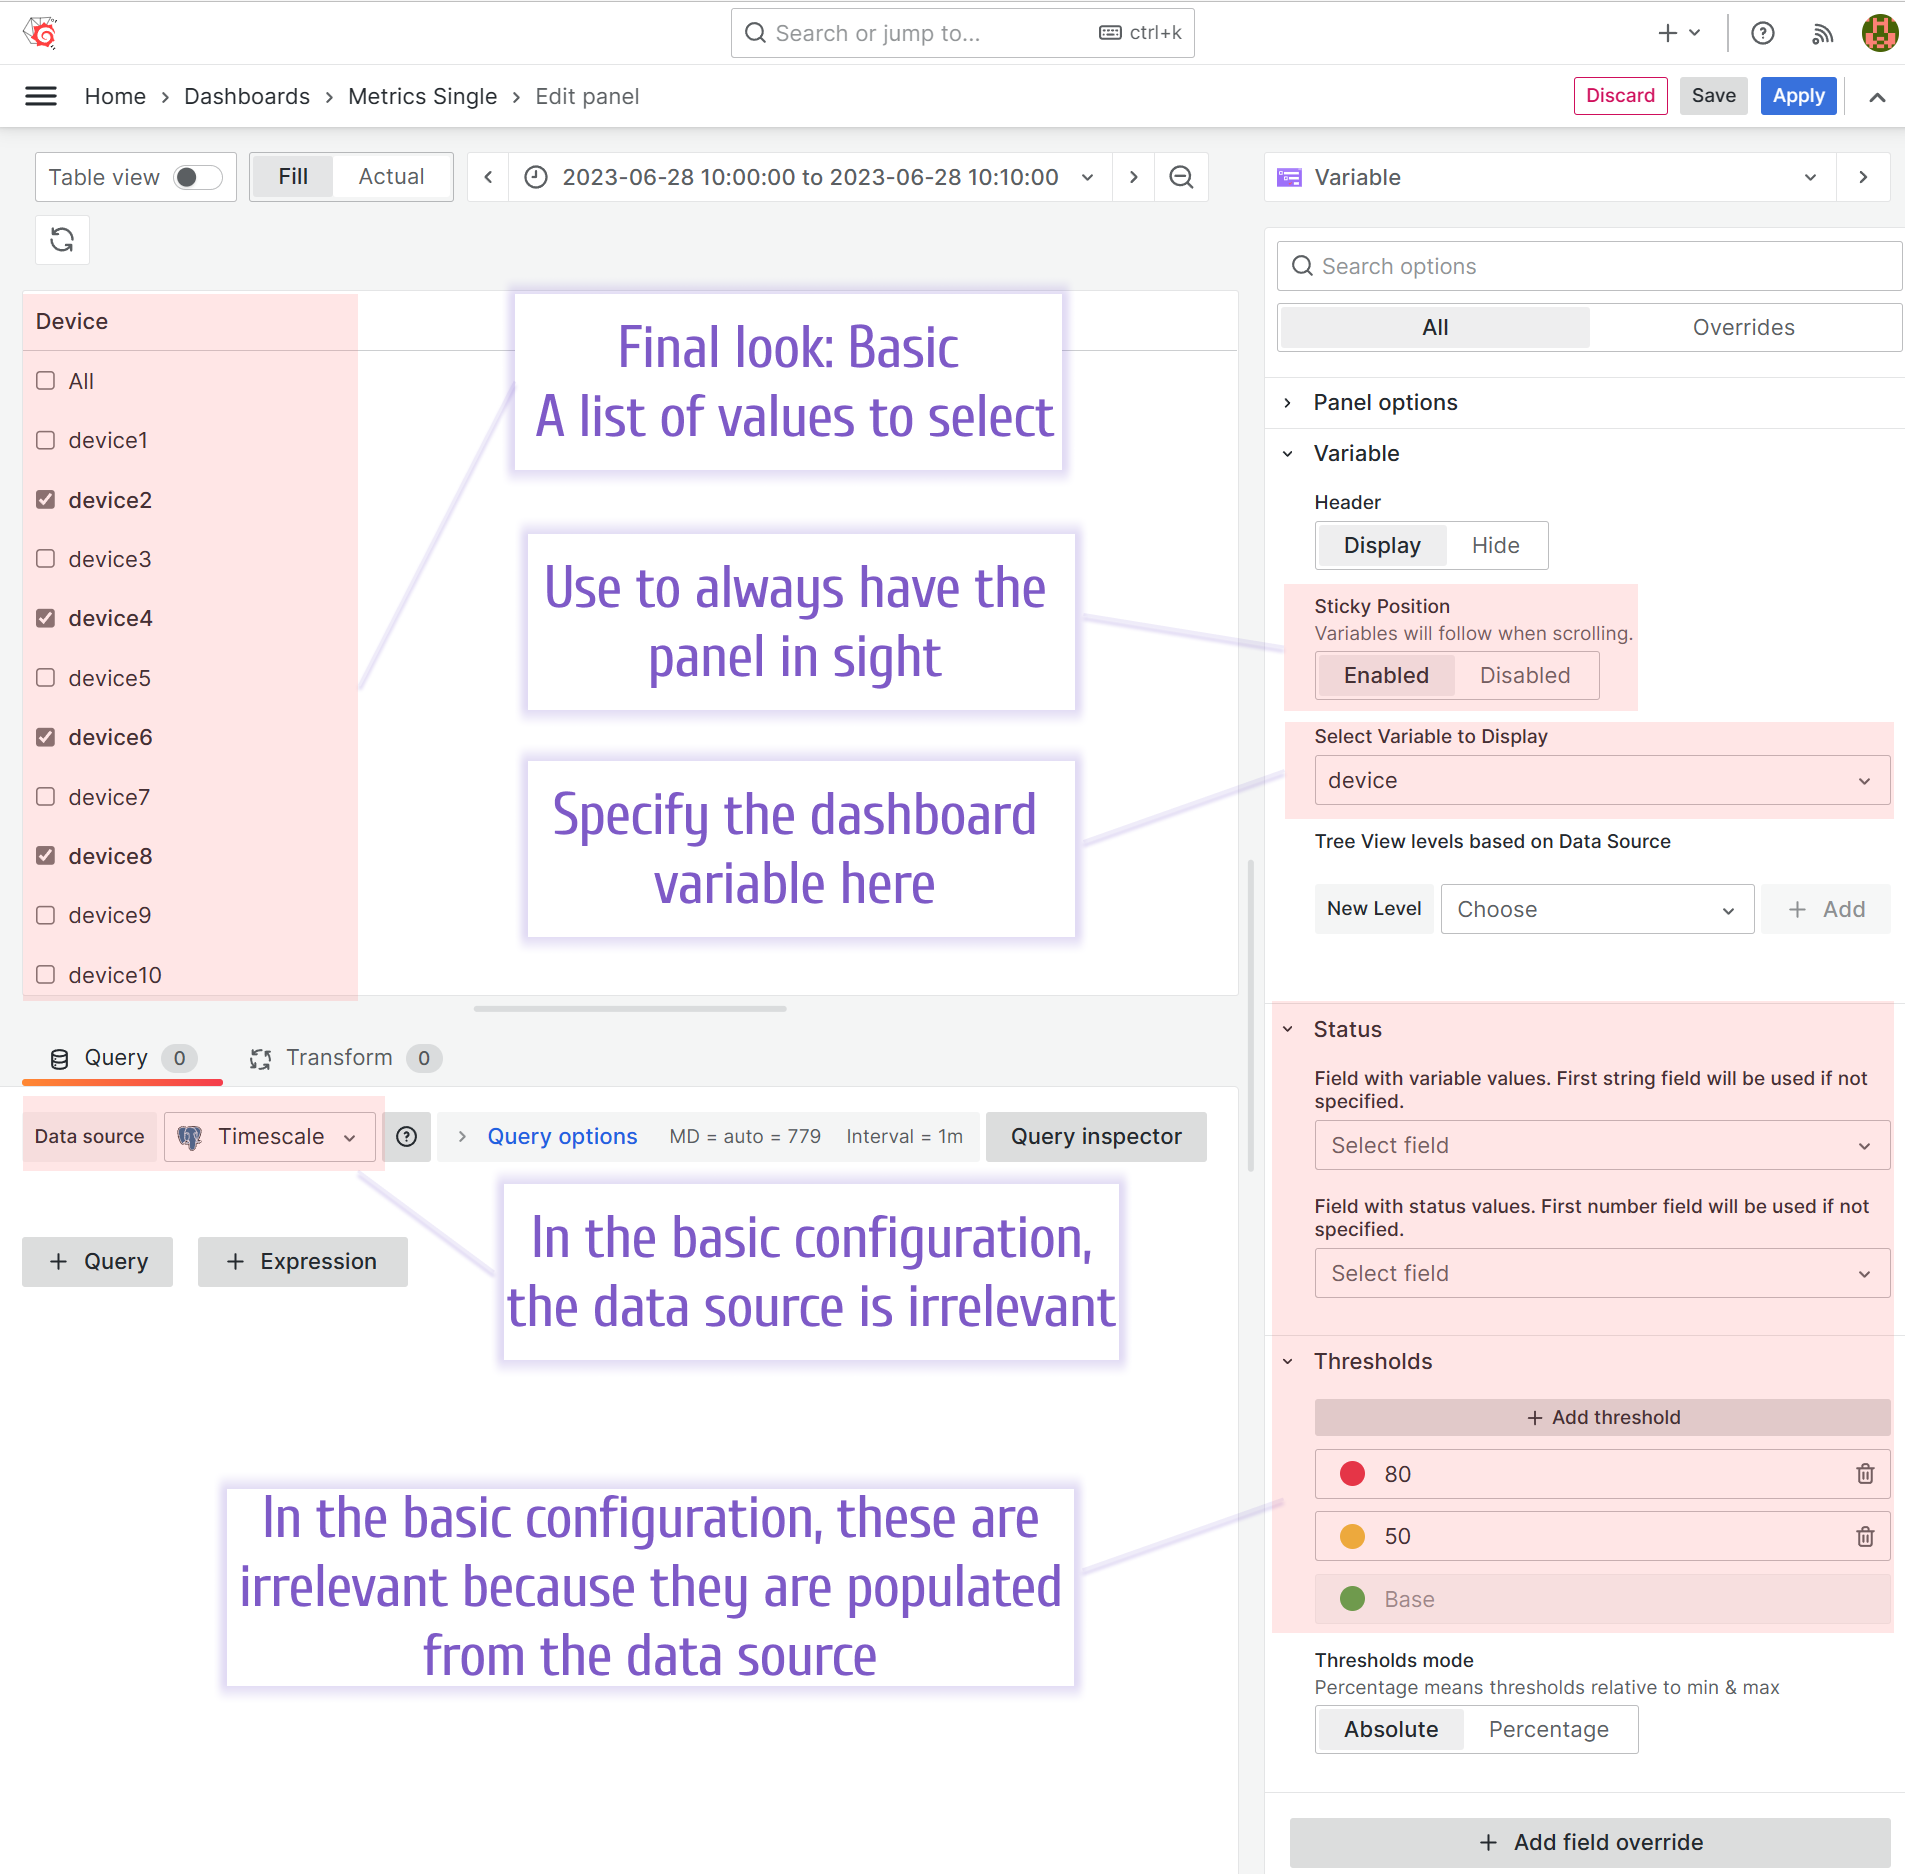 Search or jump to...
ctrl+k
Home › Dashboards › Metrics Single › Edit panel
Discard
Save
Apply
Table view
Fill
Actual
2023-06-28 10:00:00 to 2023-06-28 10:10:00
Variable
Search options
All
Overrides
Device
All
device1
device2
device3
device4
device5
device6
device7
device8
device9
device10
Final look: Basic
A list of values to select
Use to always have the
panel in sight
Specify the dashboard
variable here
Panel options
Variable
Header
Display
Hide
Sticky Position
Variables will follow when scrolling.
Enabled
Disabled
Select Variable to Display
device
Tree View levels based on Data Source
New Level
Choose
+ Add
Query 0
Transform 0
Data source
Timescale
Query options
MD = auto = 779
Interval = 1m
Query inspector
+ Query
+ Expression
In the basic configuration,
the data source is irrelevant
In the basic configuration, these are
irrelevant because they are populated
from the data source
Status
Field with variable values. First string field will be used if not
specified.
Select field
Field with status values. First number field will be used if not
specified.
Select field
Thresholds
+ Add threshold
80
50
Base
Thresholds mode
Percentage means thresholds relative to min & max
Absolute
Percentage
+ Add field override